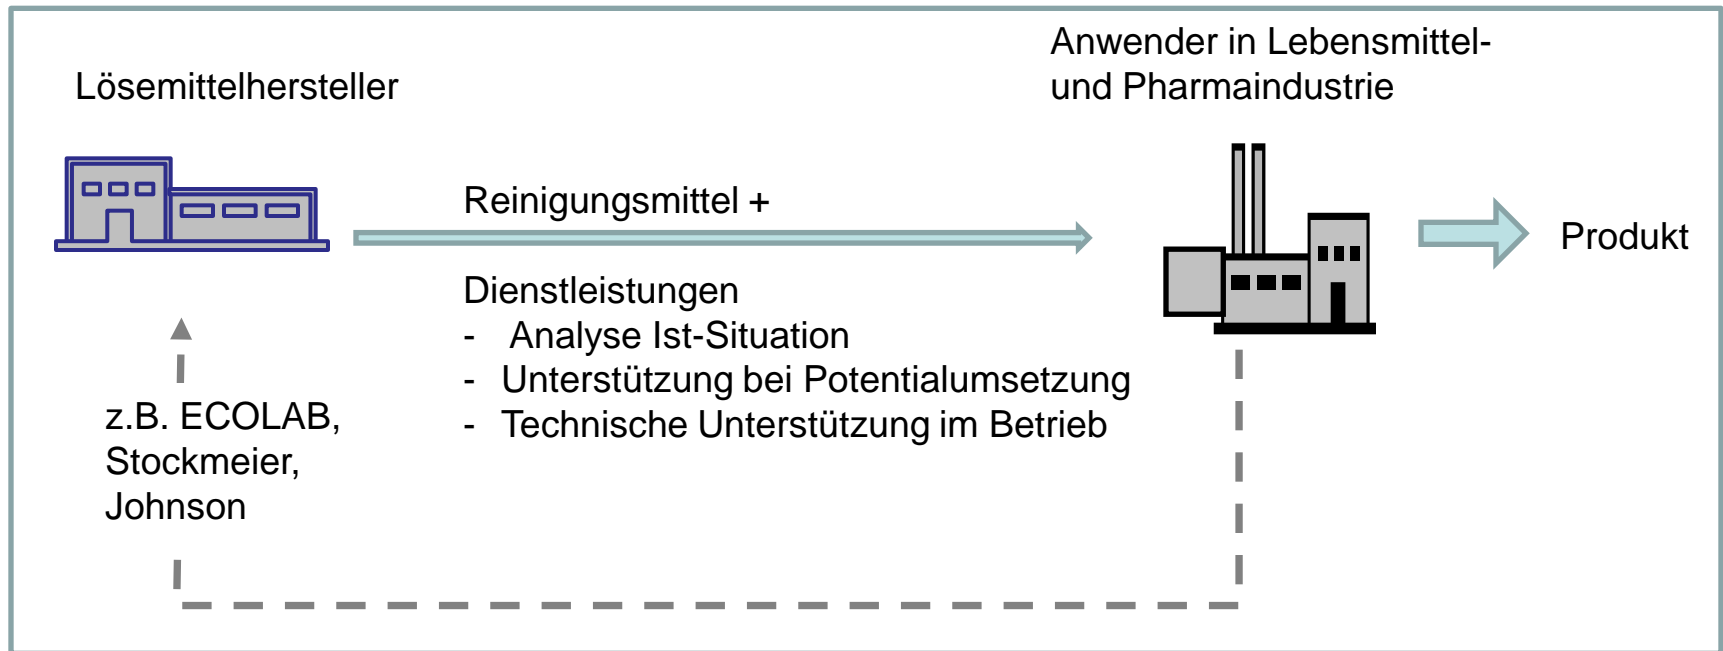 Lösemittelhersteller
Anwender in Lebensmittel-
und Pharmaindustrie
Reinigungsmittel +
Produkt
Dienstleistungen
- Analyse Ist-Situation
- Unterstützung bei Potentialumsetzung
- Technische Unterstützung im Betrieb
z.B. ECOLAB,
Stockmeier,
Johnson